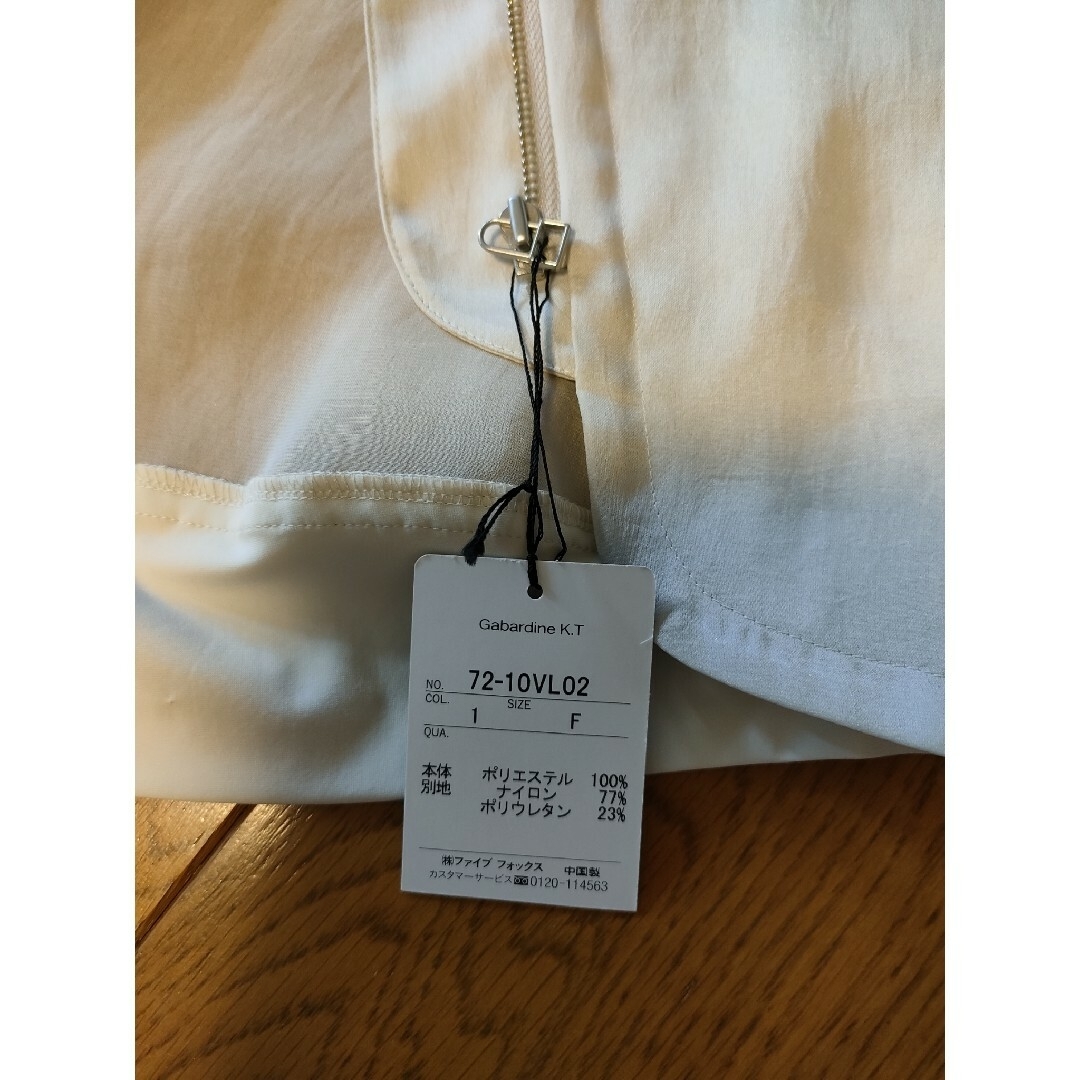 Gabardine K.T
NO. 72-10VL02
COL. SIZE
1 F
QUA.
本体 ポリエステル 100%
別地 ナイロン 77%
ポリウレタン 23%
㈱ファイブ フォックス 中国製
カスタマーサービス 0120-114563